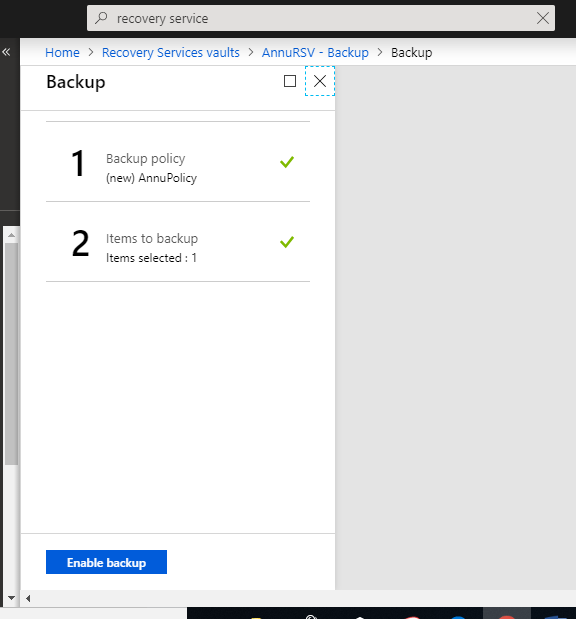 recovery service
Home > Recovery Services vaults > AnnuRSV - Backup > Backup
Backup
1
Backup policy
(new) AnnuPolicy
2
Items to backup
Items selected : 1
Enable backup